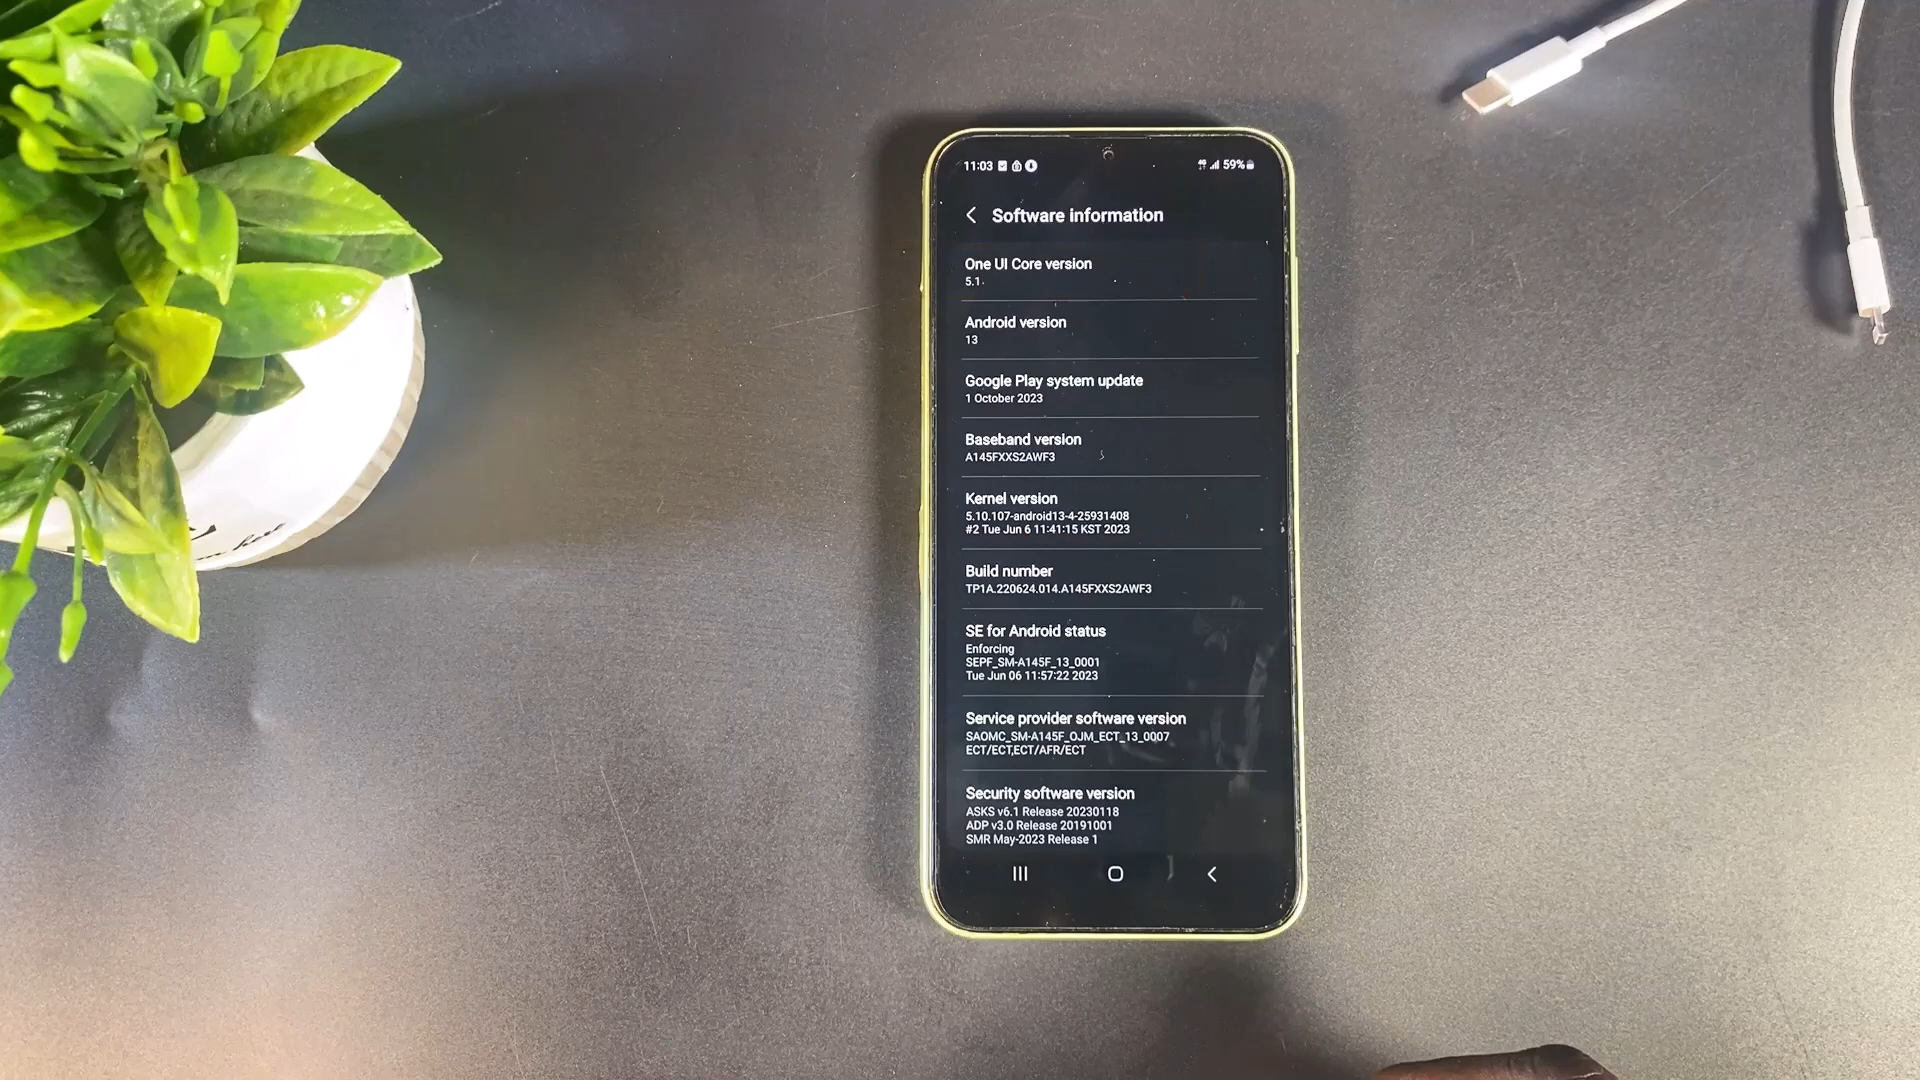 11:03
59%
Software information
One UI Core version
5.1
Android version
13
Google Play system update
1 October 2023
Baseband version
A145FXXS2AWF3
Kernel version
5.10.107-android13-4-25931408
#2 Tue Jun 6 11:41:15 KST 2023
Build number
TP1A.220624.014.A145FXXS2AWF3
SE for Android status
Enforcing
SEPF_SM-A145F_13_0001
Tue Jun 06 11:57:22 2023
Service provider software version
SAOMC_SM-A145F_OJM_ECT_13_0007
ECT/ECT,ECT/AFR/ECT
Security software version
ASKS v6.1 Release 20230118
ADP v3.0 Release 20191001
SMR May-2023 Release 1